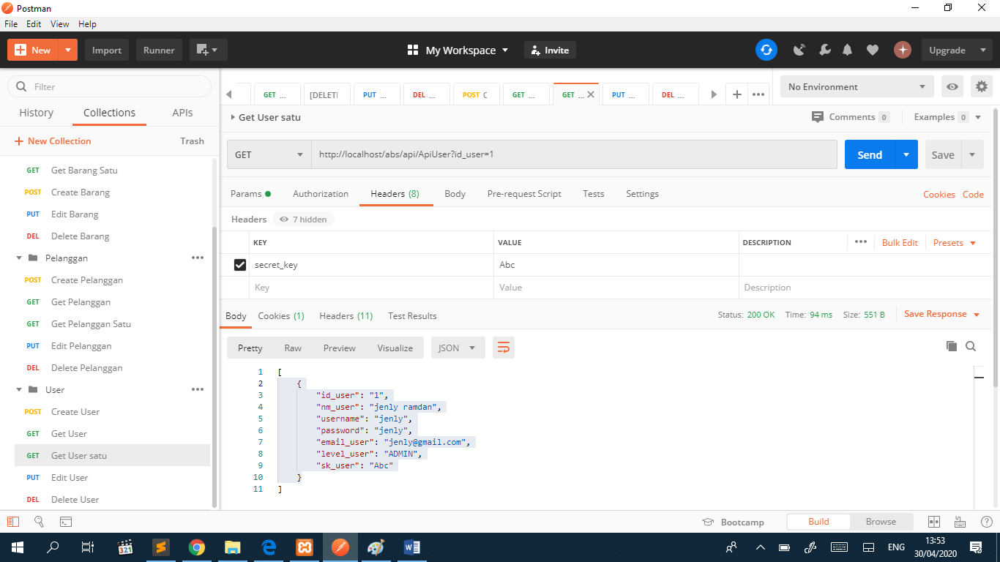 Postman
File Edit View Help
New Import Runner My Workspace Invite Upgrade
Filter
History Collections APIs
New Collection Trash
GET Get Barang Satu
POST Create Barang
PUT Edit Barang
DEL Delete Barang
Pelanggan
POST Create Pelanggan
GET Get Pelanggan
GET Get Pelanggan Satu
PUT Edit Pelanggan
DEL Delete Pelanggan
User
POST Create User
GET Get User
GET Get User satu
PUT Edit User
DEL Delete User
GET ... [DELETI PUT ... DEL ... POST C GET ... GET ... PUT ... DEL ... No Environment
Get User satu Comments 0 Examples 0
GET http://localhost/abs/api/ApiUser?id_user=1 Send Save
Params Authorization Headers (8) Body Pre-request Script Tests Settings Cookies Code
Headers 7 hidden
KEY VALUE DESCRIPTION Bulk Edit Presets
secret_key Abc
Key Value Description
Body Cookies (1) Headers (11) Test Results Status: 200 OK Time: 94 ms Size: 551 B Save Response
Pretty Raw Preview Visualize JSON
1 [
2 {
3 "id_user": "1",
4 "nm_user": "jenly ramdan",
5 "username": "jenly",
6 "password": "jenly",
7 "email_user": "jenly@gmail.com",
8 "level_user": "ADMIN",
9 "sk_user": "Abc"
10 }
11 ]
Bootcamp Build Browse
321 ENG 13:53
30/04/2020